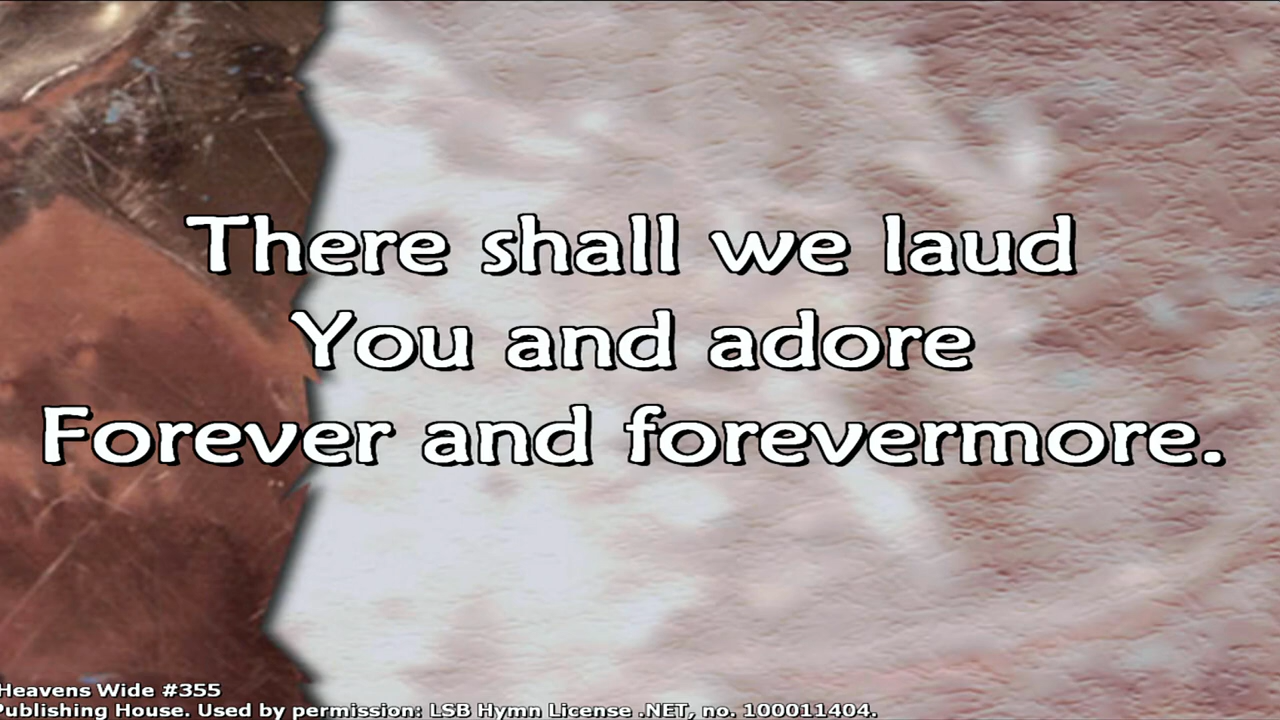 There shall we laud
You and adore
Forever and forevermore.
Heavens Wide #355
Publishing House. Used by permission: LSB Hymn License .NET, no. 100011404.